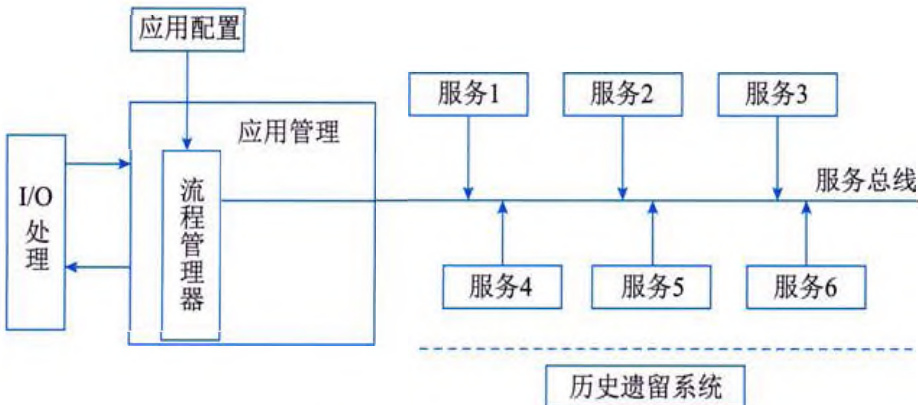 应用配置
服务1
服务2
服务3
应用管理
I/O
处理
流程管理器
服务总线
服务4
服务5
服务6
历史遗留系统